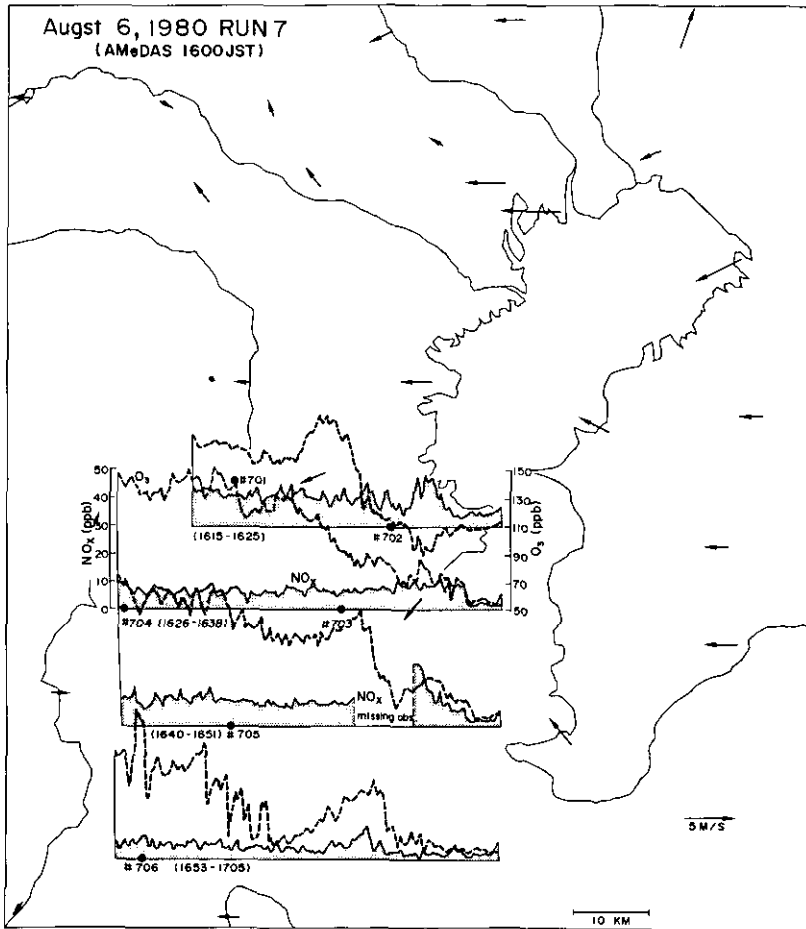 Augst 6, 1980 RUN 7
(AMeDAS 1600JST)
50
40
30
20
10
0
NOx (ppb)
O3
#701
(1615-1625)
#702
150
130
110
90
70
50
O3 (ppb)
NOx
#704 (1626-1638)
#703
NOx
missing obs
(1640-1651) #705
#706 (1653-1705)
5 M/S
10 KM